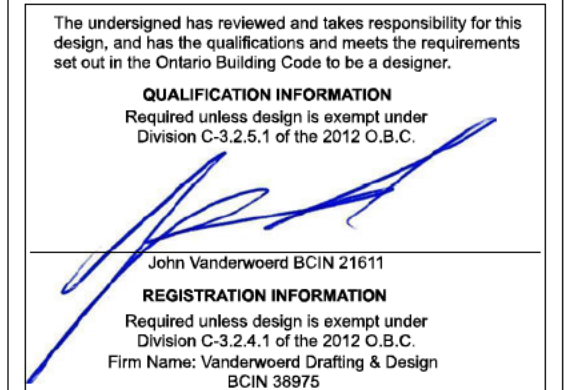 The undersigned has reviewed and takes responsibility for this
design, and has the qualifications and meets the requirements
set out in the Ontario Building Code to be a designer.
QUALIFICATION INFORMATION
Required unless design is exempt under
Division C-3.2.5.1 of the 2012 O.B.C.
John Vanderwoerd BCIN 21611
REGISTRATION INFORMATION
Required unless design is exempt under
Division C-3.2.4.1 of the 2012 O.B.C.
Firm Name: Vanderwoerd Drafting & Design
BCIN 38975